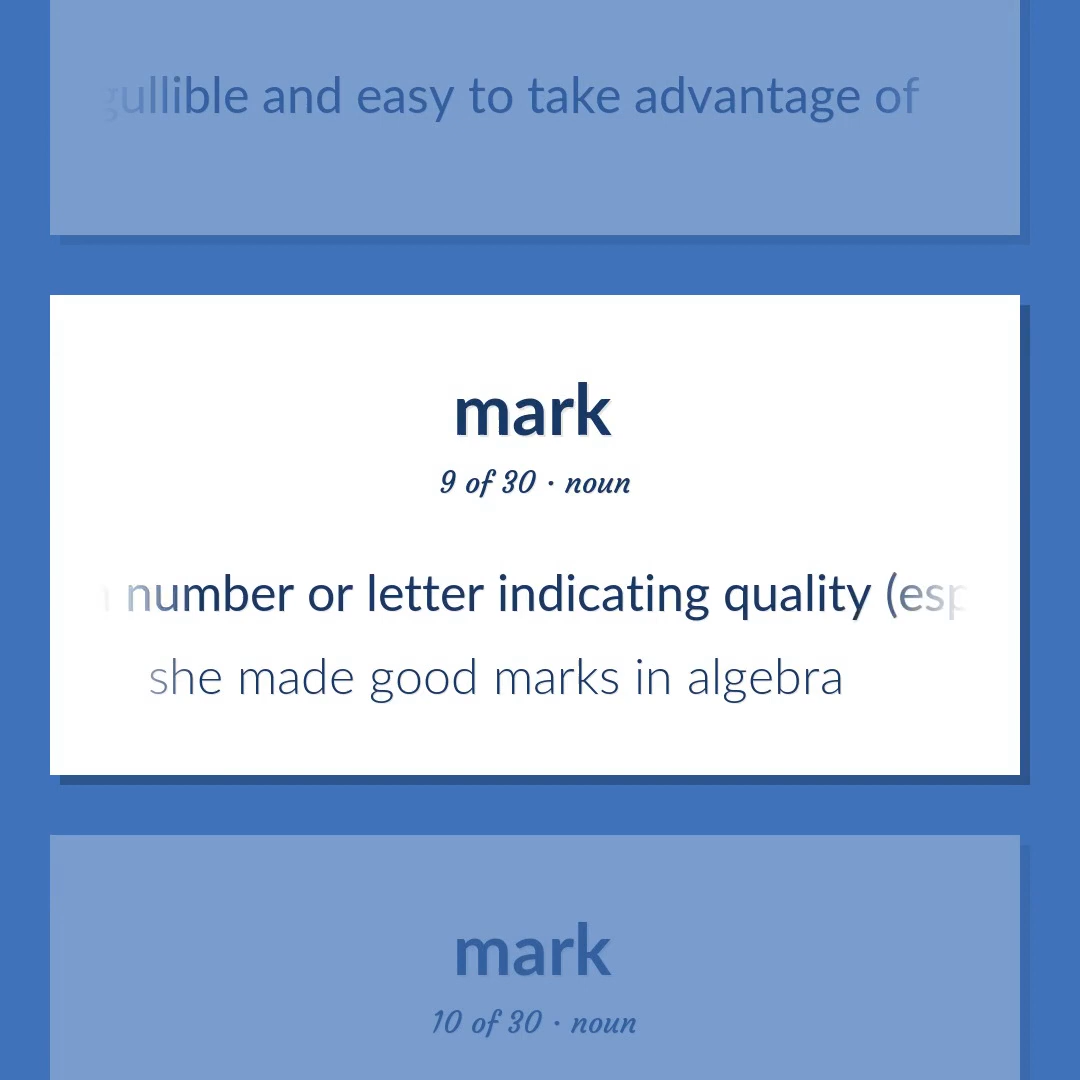 gullible and easy to take advantage of
mark
9 of 30 · noun
number or letter indicating quality (esp
she made good marks in algebra
mark
10 of 30 · noun